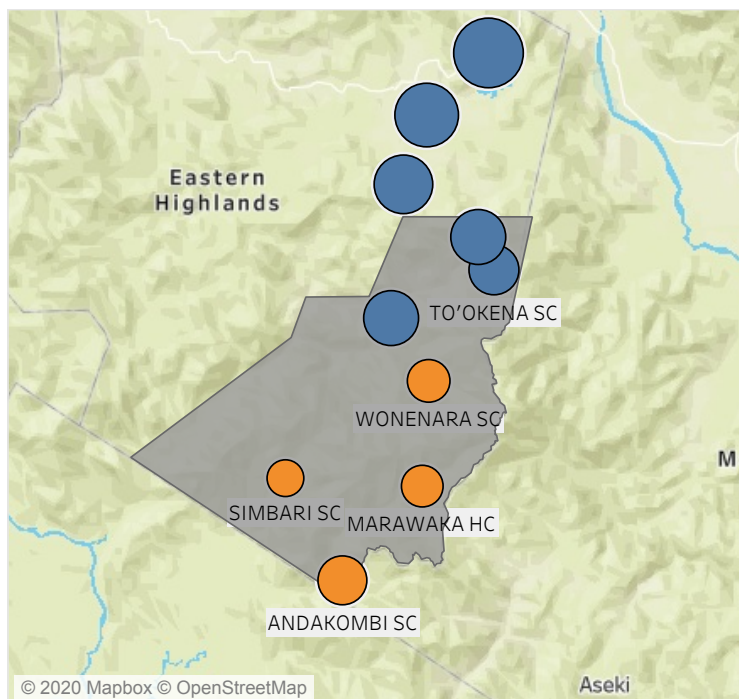 Eastern
Highlands
TO'OKENA SC
WONENARA SC
M
SIMBARI SC
MARAWAKA HC
ANDAKOMBI SC
Aseki
© 2020 Mapbox © OpenStreetMap